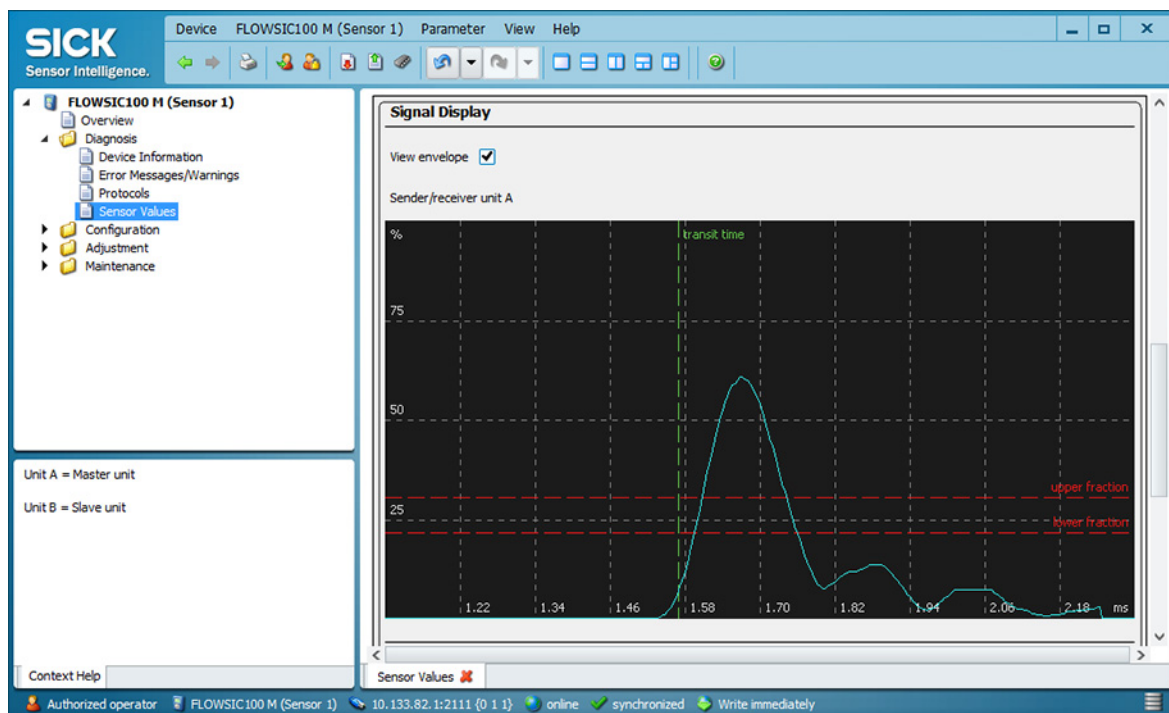 SICK
Sensor Intelligence.
Device FLOWSIC100 M (Sensor 1) Parameter View Help
FLOWSIC100 M (Sensor 1)
Overview
Diagnosis
Device Information
Error Messages/Warnings
Protocols
Sensor Values
Configuration
Adjustment
Maintenance
Unit A = Master unit
Unit B = Slave unit
Context Help
Signal Display
View envelope
Sender/receiver unit A
%
transit time
75
50
upper fraction
25
lower fraction
1.22 1.34 1.46 1.58 1.70 1.82 1.94 2.06 2.18 ms
Sensor Values
Authorized operator FLOWSIC100 M (Sensor 1) 10.133.82.1:2111 {0 1 1} online synchronized Write immediately